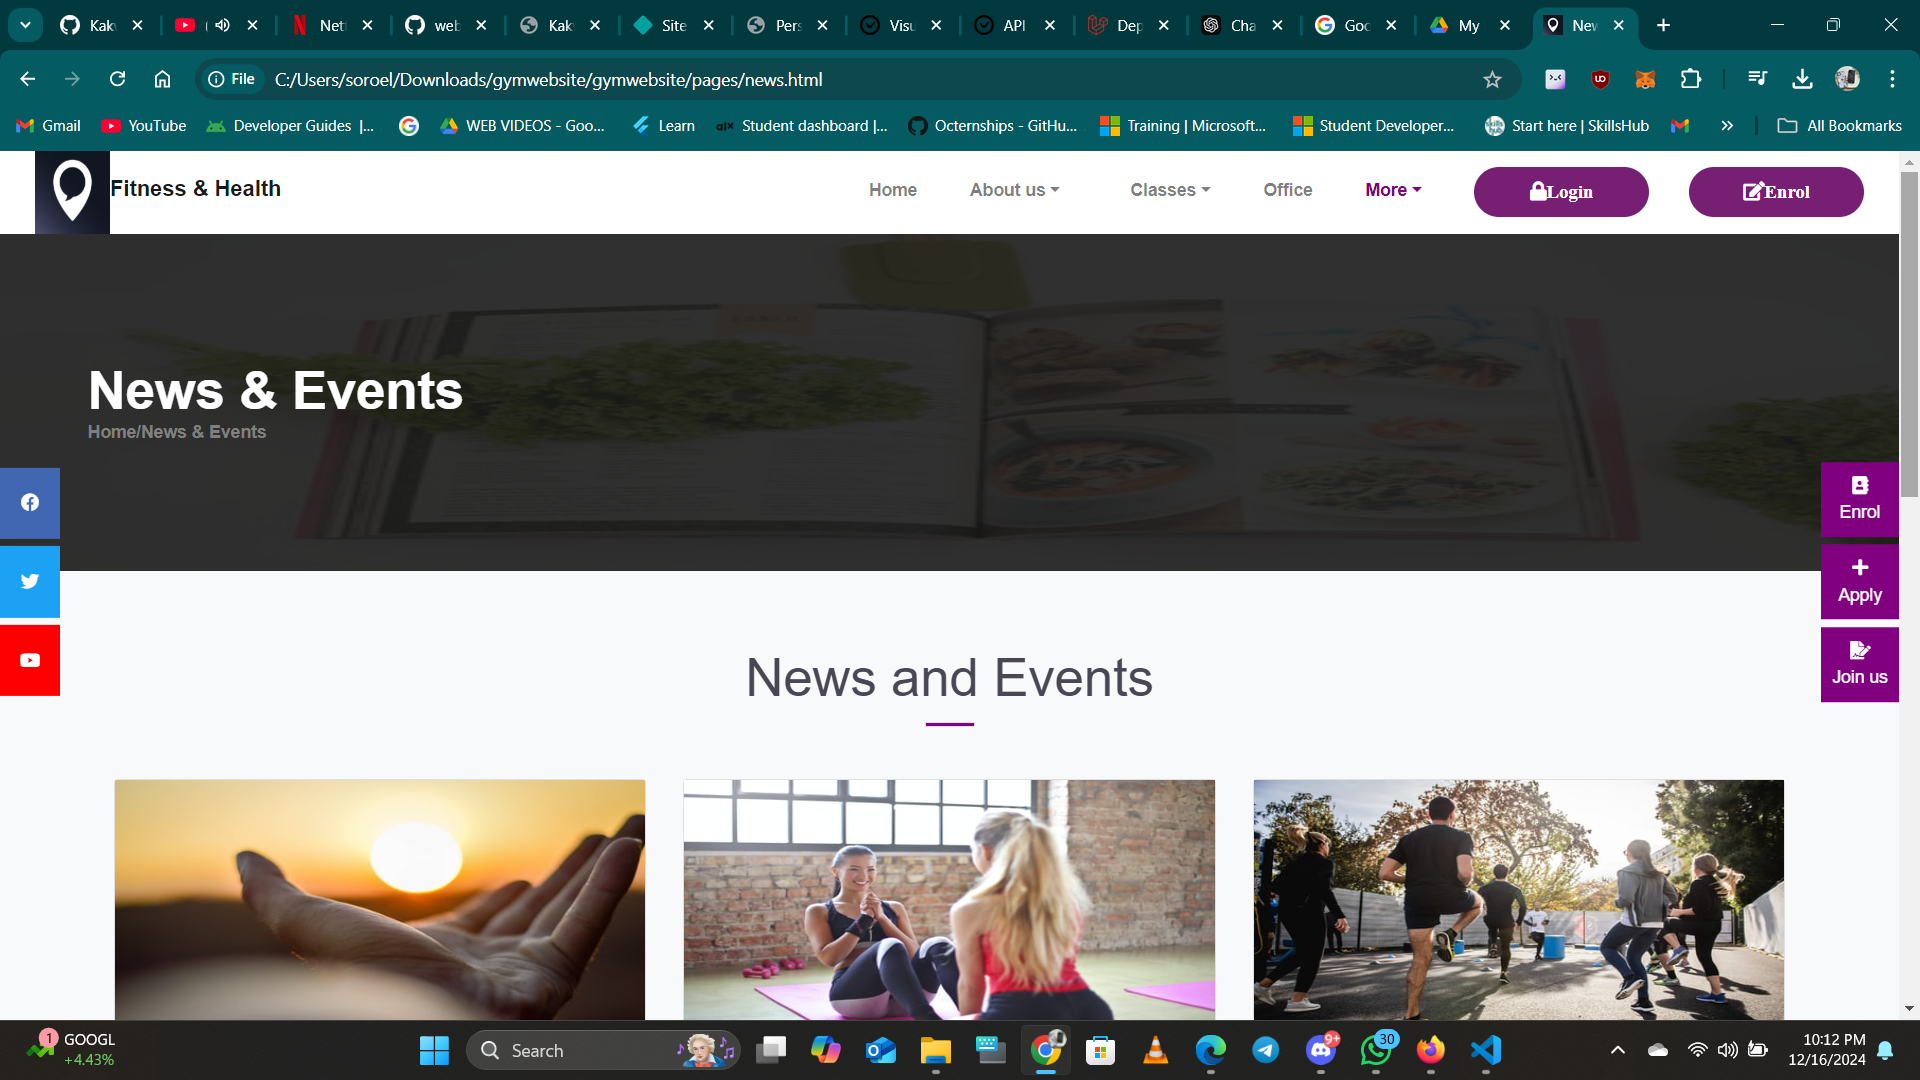 Kak
(
Net
web
Kak
Site
Pers
Visu
API
Dep
Cha
Goo
My
New
File
C:/Users/soroel/Downloads/gymwebsite/gymwebsite/pages/news.html
Gmail
YouTube
Developer Guides |...
WEB VIDEOS - Goo...
Learn
Student dashboard |...
Octernships - GitHu...
Training | Microsoft...
Student Developer...
Start here | SkillsHub
All Bookmarks
Fitness & Health
Home
About us
Classes
Office
More
Login
Enrol
News & Events
Home/News & Events
Enrol
Apply
Join us
News and Events
1
GOOGL
+4.43%
Search
9+
30
10:12 PM
12/16/2024